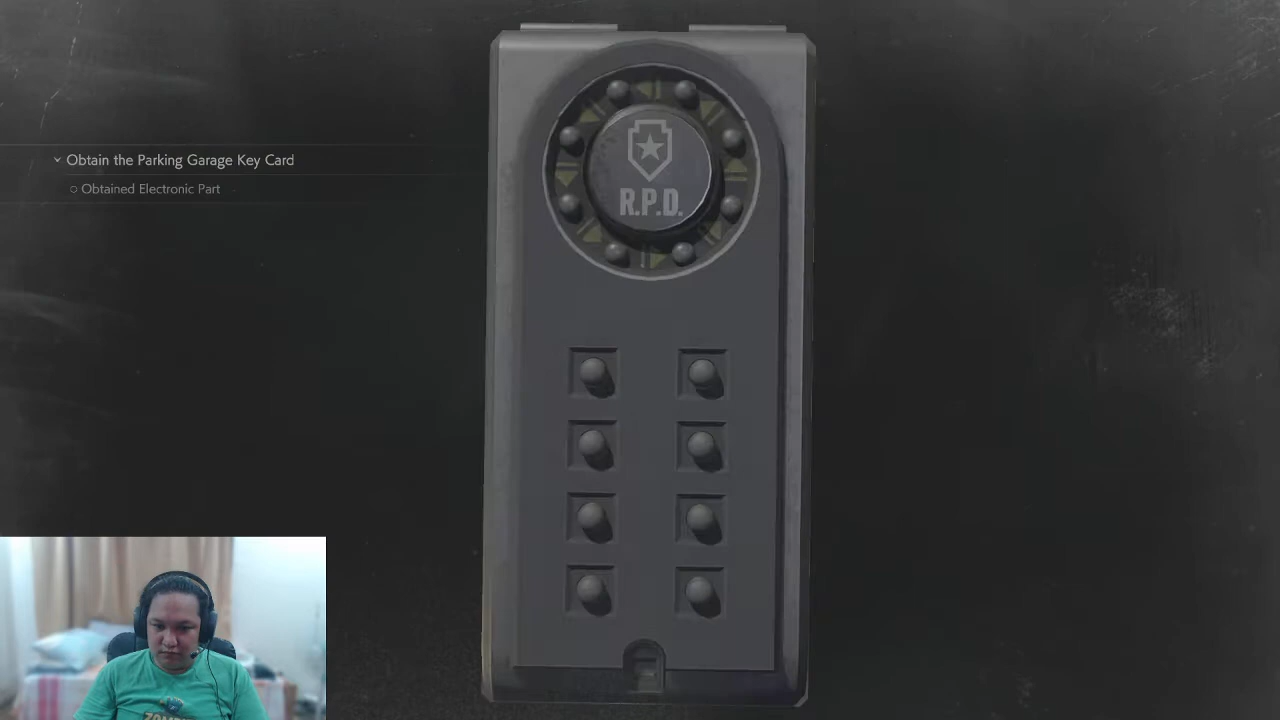 Obtain the Parking Garage Key Card
Obtained Electronic Part
R.P.D.